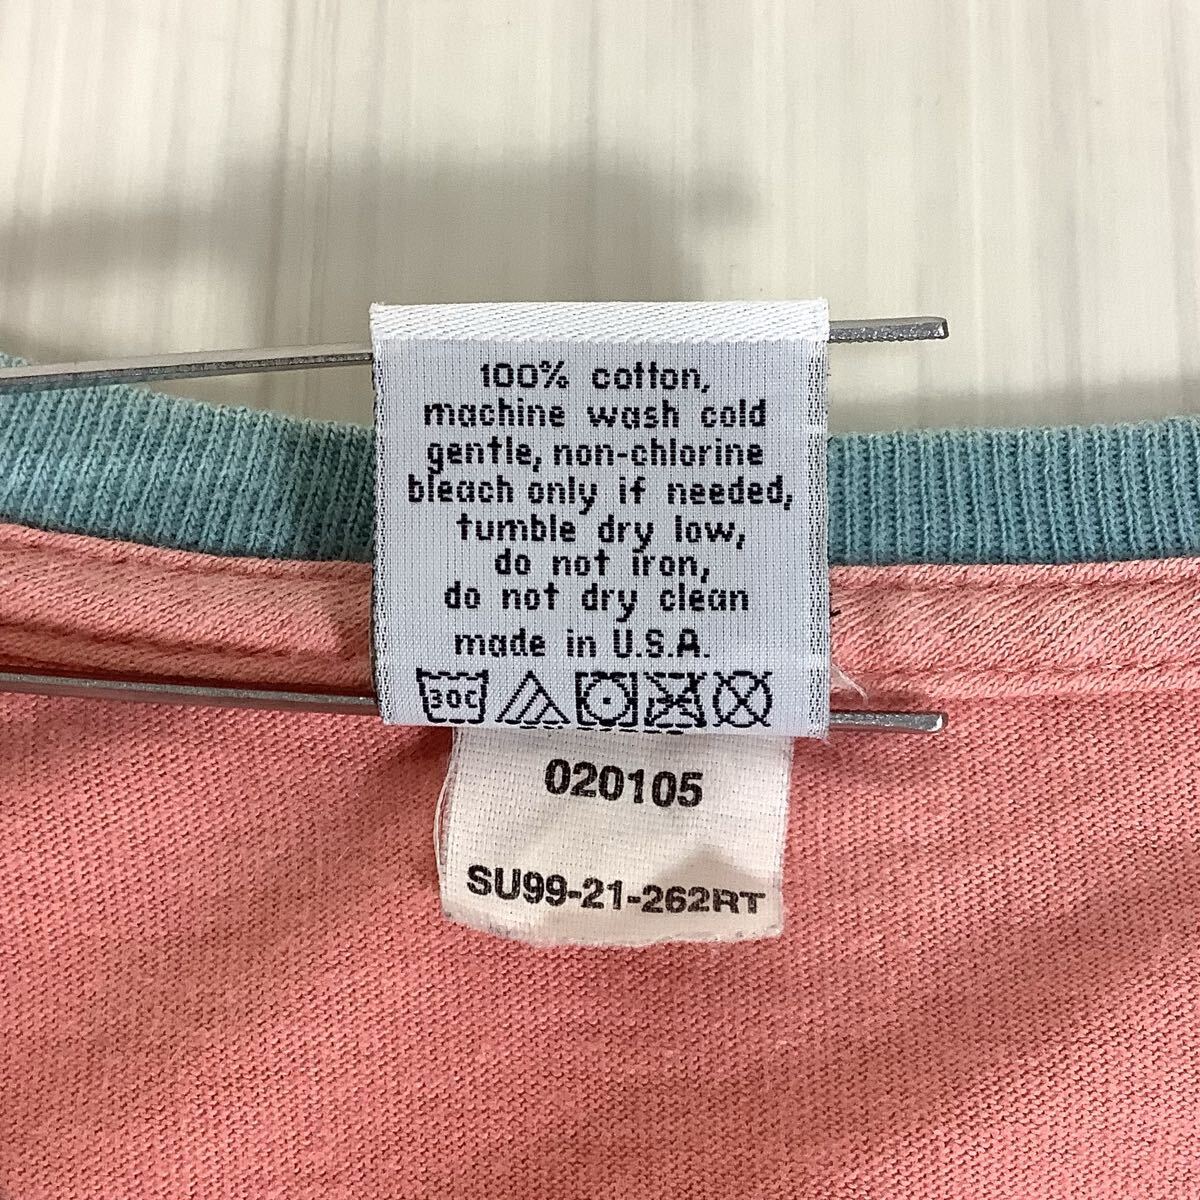 100% cotton,
machine wash cold
gentle, non-chlorine
bleach only if needed,
tumble dry low,
do not iron,
do not dry clean
made in U.S.A.
30C
020105
SU99-21-262RT